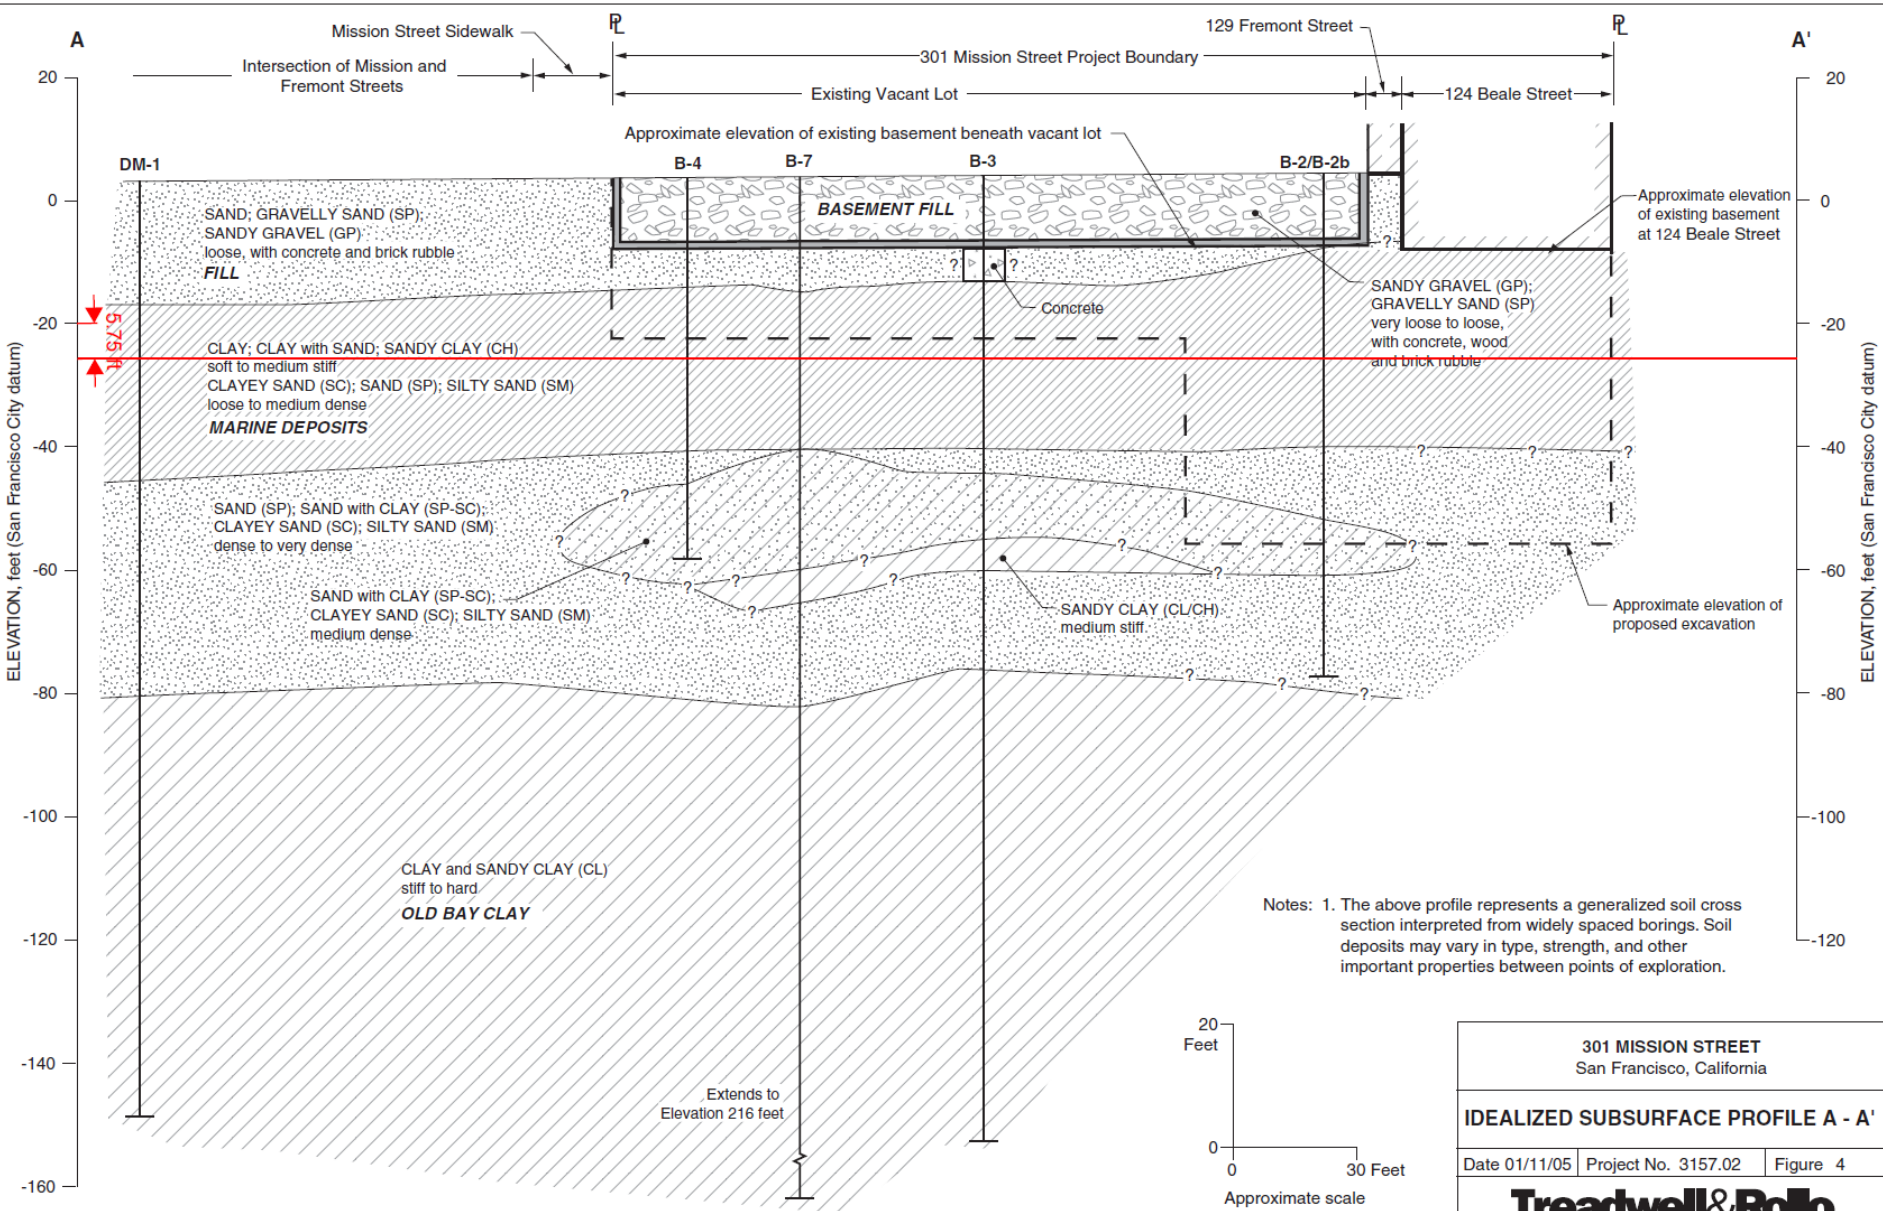 A
Mission Street Sidewalk
PL
129 Fremont Street
PL
A'
Intersection of Mission and
Fremont Streets
301 Mission Street Project Boundary
Existing Vacant Lot
124 Beale Street
Approximate elevation of existing basement beneath vacant lot
DM-1
B-4
B-7
B-3
B-2/B-2b
20
0
-20
-40
-60
-80
-100
-120
-140
-160
ELEVATION, feet (San Francisco City datum)
20
0
-20
-40
-60
-80
-100
-120
ELEVATION, feet (San Francisco City datum)
SAND; GRAVELLY SAND (SP);
SANDY GRAVEL (GP)
loose, with concrete and brick rubble
FILL
BASEMENT FILL
Approximate elevation
of existing basement
at 124 Beale Street
?
?
?
Concrete
SANDY GRAVEL (GP);
GRAVELLY SAND (SP)
very loose to loose,
with concrete, wood
and brick rubble
5.75 ft
CLAY; CLAY with SAND; SANDY CLAY (CH)
soft to medium stiff
CLAYEY SAND (SC); SAND (SP); SILTY SAND (SM)
loose to medium dense
MARINE DEPOSITS
?
?
?
?
SAND (SP); SAND with CLAY (SP-SC);
CLAYEY SAND (SC); SILTY SAND (SM)
dense to very dense
?
?
?
?
?
?
?
?
?
?
SAND with CLAY (SP-SC);
CLAYEY SAND (SC); SILTY SAND (SM)
medium dense
SANDY CLAY (CL/CH)
medium stiff
Approximate elevation of
proposed excavation
?
?
?
CLAY and SANDY CLAY (CL)
stiff to hard
OLD BAY CLAY
Notes: 1. The above profile represents a generalized soil cross
section interpreted from widely spaced borings. Soil
deposits may vary in type, strength, and other
important properties between points of exploration.
Extends to
Elevation 216 feet
20
Feet
0
0
30 Feet
Approximate scale
301 MISSION STREET
San Francisco, California
IDEALIZED SUBSURFACE PROFILE A - A'
Date 01/11/05 Project No. 3157.02 Figure 4
Treadwell&Rollo